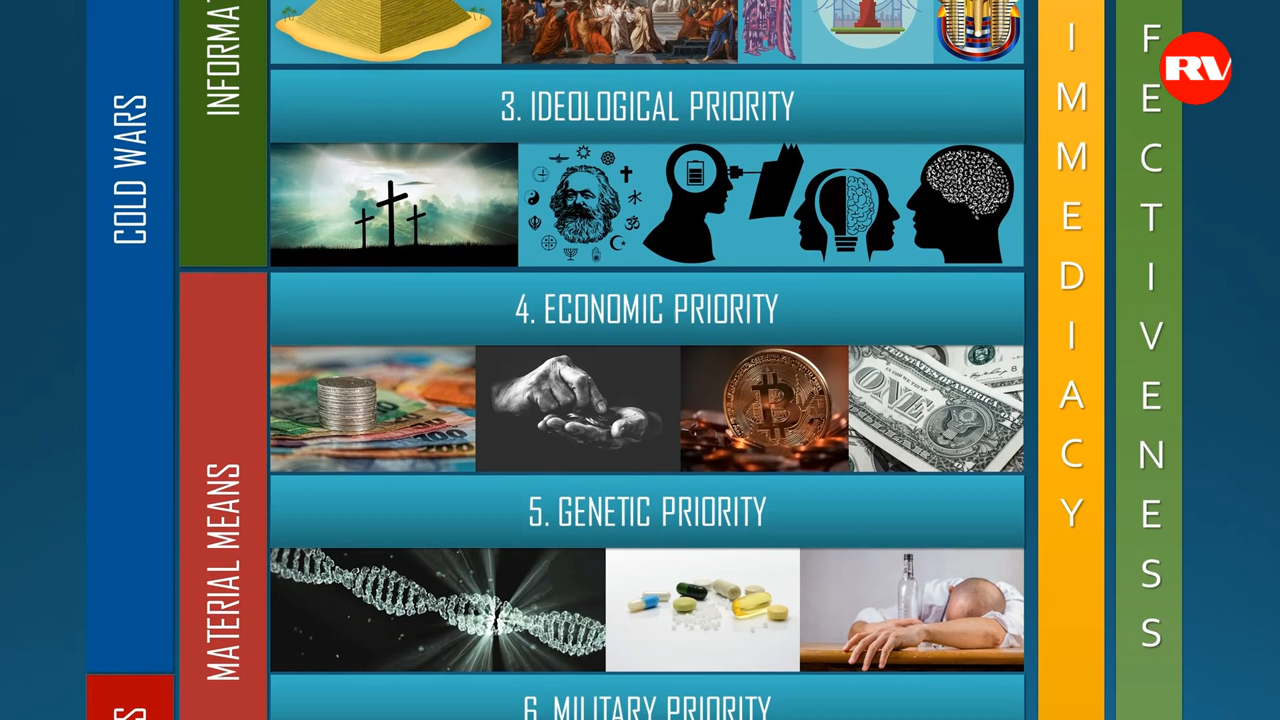 INFORMAT
COLD WARS
3. IDEOLOGICAL PRIORITY
4. ECONOMIC PRIORITY
ONE
MATERIAL MEANS
5. GENETIC PRIORITY
6. MILITARY PRIORITY
S
IMMEDIACY
FECTIVENESS
RV